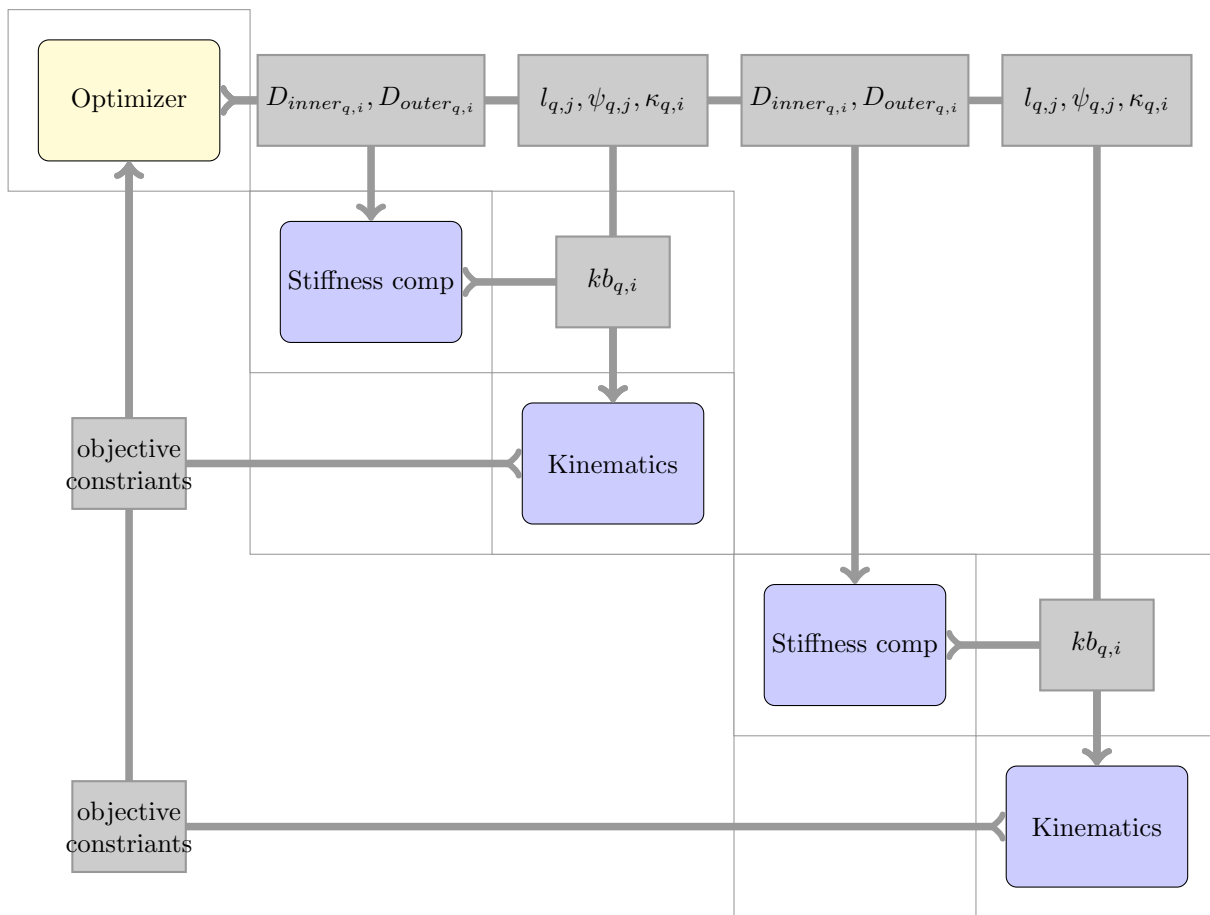 Optimizer
$D_{inner_{q,i}}, D_{outer_{q,i}}$
$l_{q,j}, \psi_{q,j}, \kappa_{q,i}$
$D_{inner_{q,i}}, D_{outer_{q,i}}$
$l_{q,j}, \psi_{q,j}, \kappa_{q,i}$
Stiffness comp
$kb_{q,i}$
objective
constriants
Kinematics
Stiffness comp
$kb_{q,i}$
objective
constriants
Kinematics